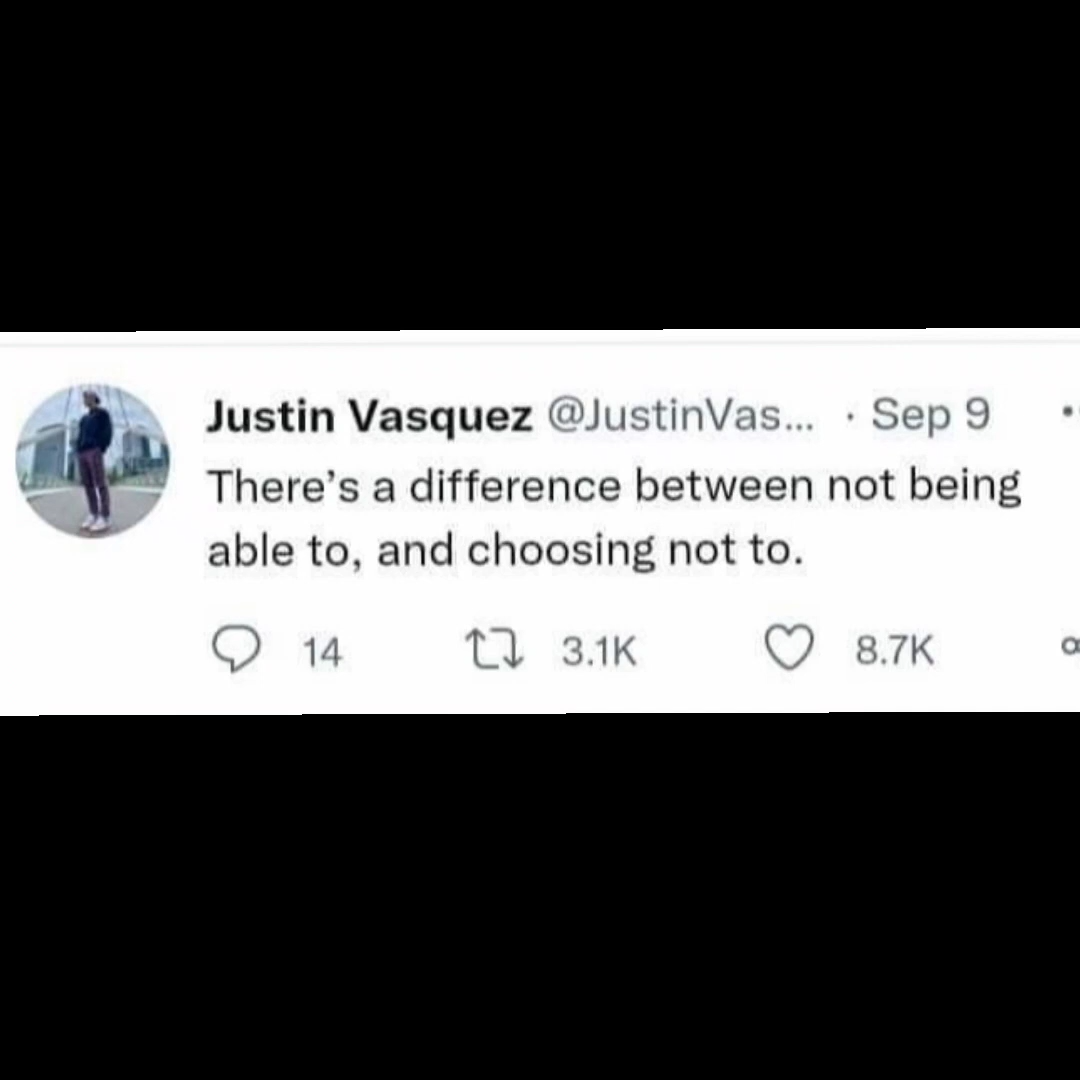 Justin Vasquez @JustinVas... · Sep 9
There’s a difference between not being
able to, and choosing not to.
14 3.1K 8.7K